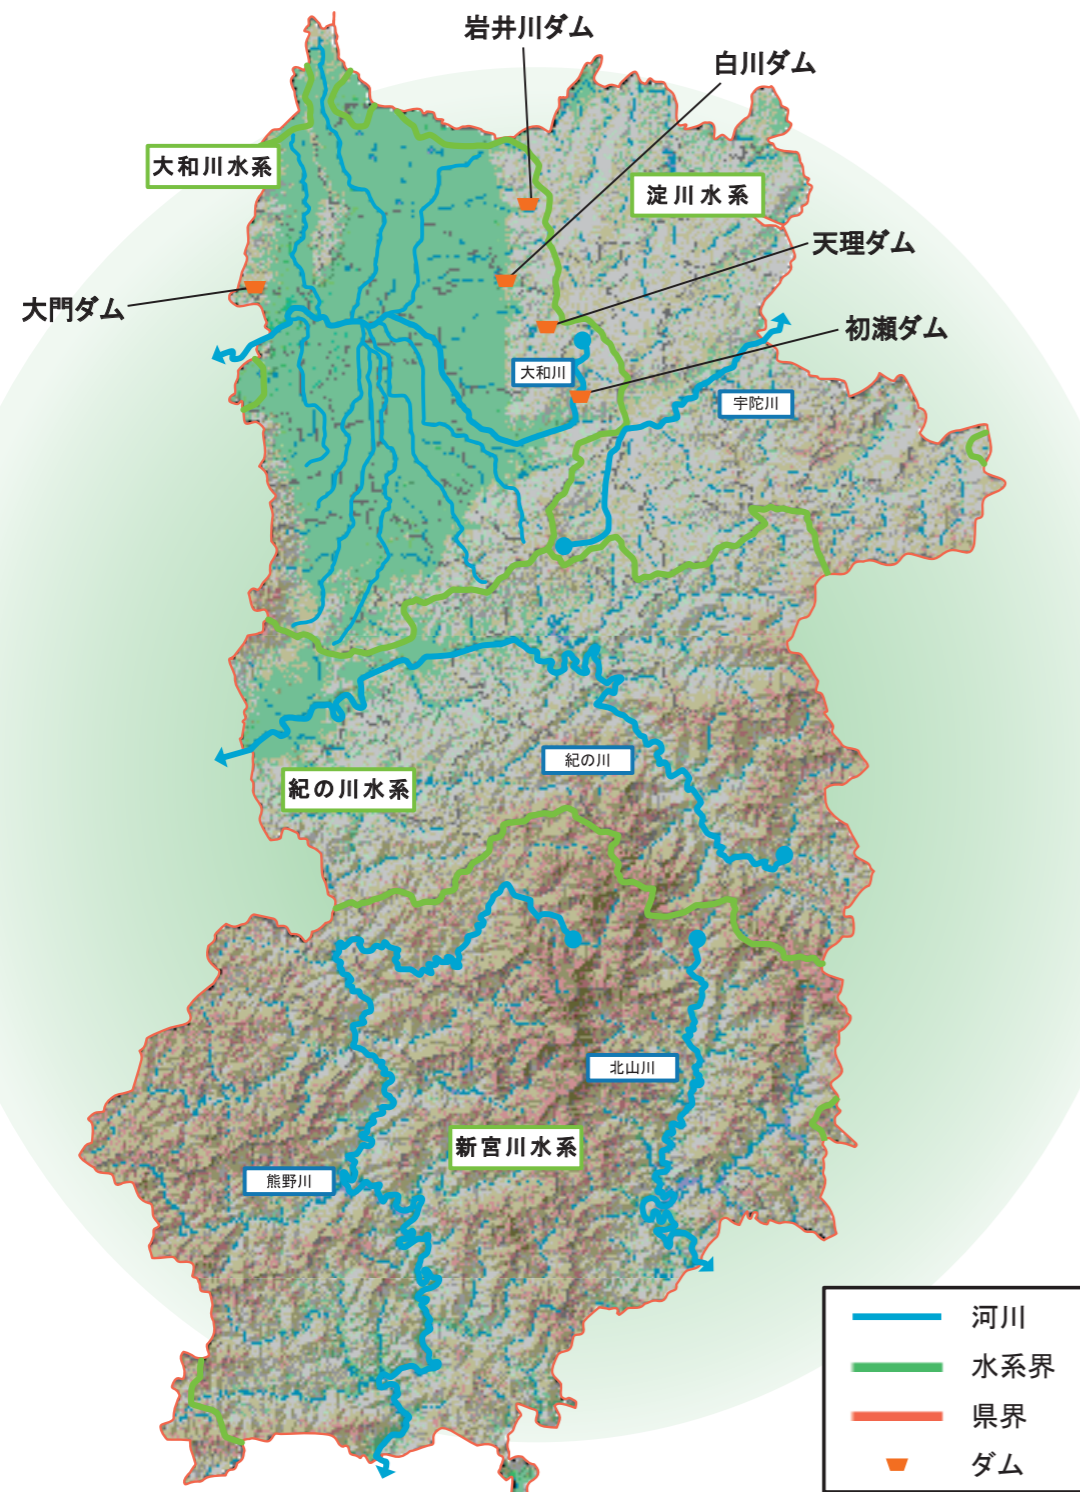 岩井川ダム
白川ダム
大和川水系
淀川水系
天理ダム
大門ダム
初瀬ダム
大和川
宇陀川
紀の川
紀の川水系
北山川
新宮川水系
熊野川
河川
水系界
県界
ダム